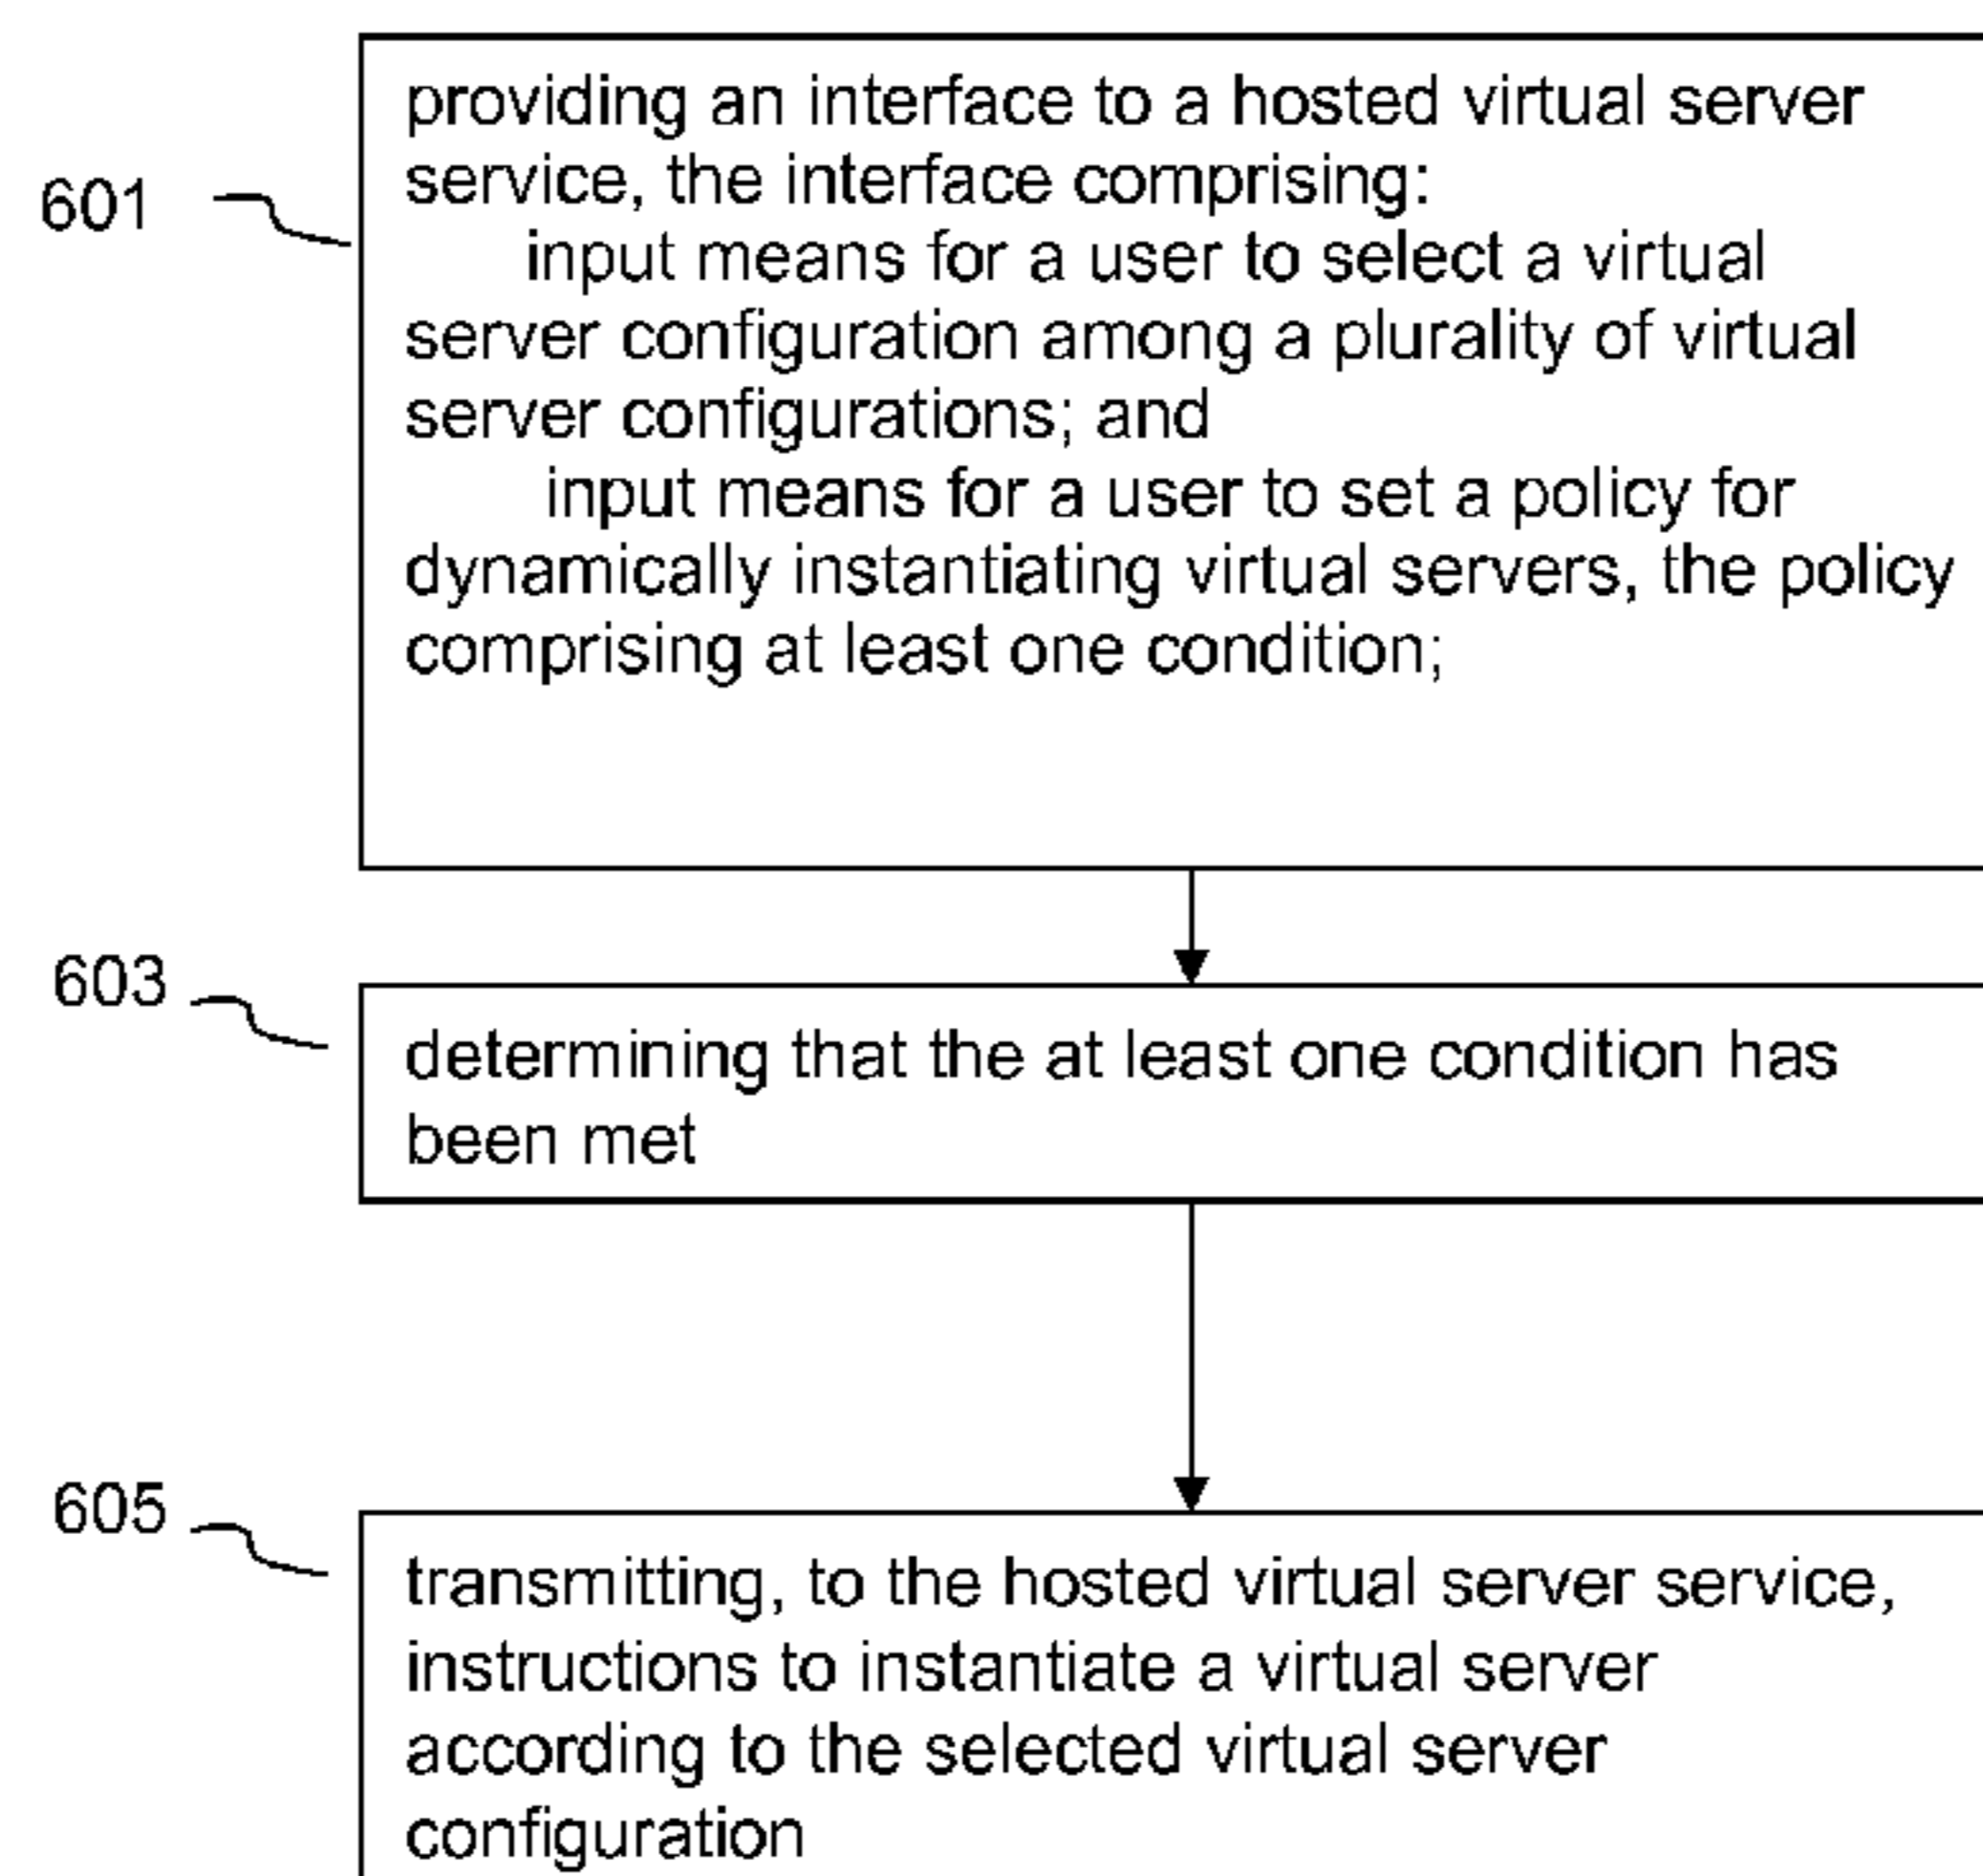 601
providing an interface to a hosted virtual server
service, the interface comprising:
input means for a user to select a virtual
server configuration among a plurality of virtual
server configurations; and
input means for a user to set a policy for
dynamically instantiating virtual servers, the policy
comprising at least one condition;
603
determining that the at least one condition has
been met
605
transmitting, to the hosted virtual server service,
instructions to instantiate a virtual server
according to the selected virtual server
configuration